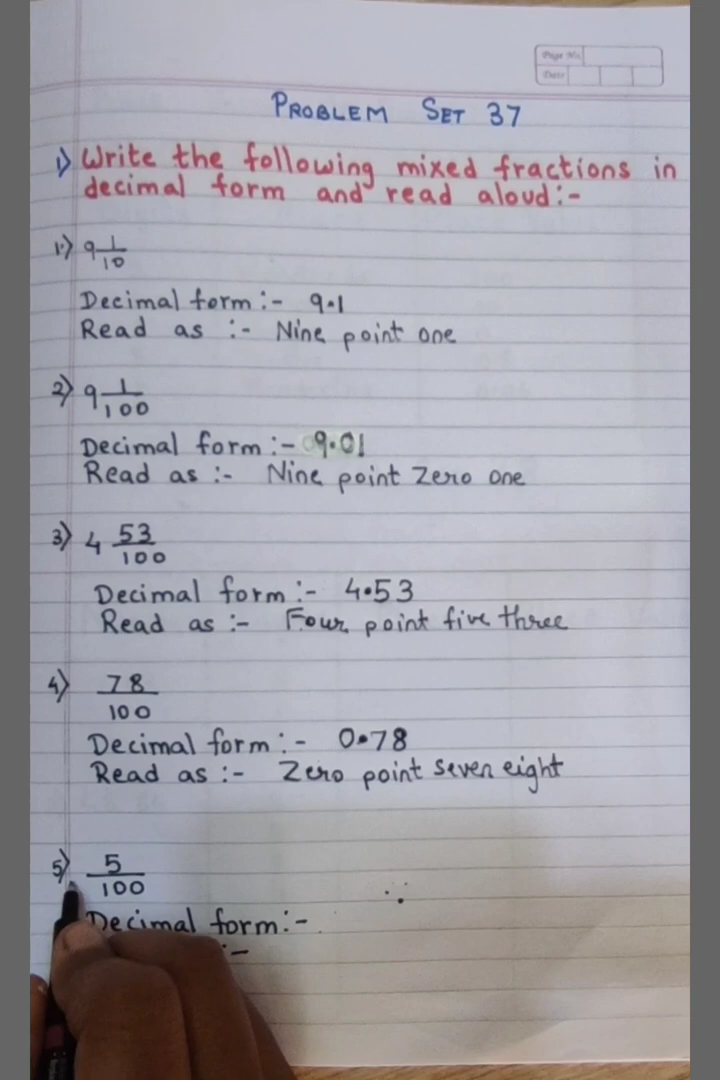 Page No.
Date
PROBLEM SET 37
1) Write the following mixed fractions in
decimal form and read aloud:-
1.) 9 1/10
Decimal form :- 9.1
Read as :- Nine point one
2) 9 1/100
Decimal form :- 9.01
Read as :- Nine point Zero one
3) 4 53/100
Decimal form :- 4.53
Read as :- Four point five three
4) 78/100
Decimal form :- 0.78
Read as :- Zero point seven eight
5) 5/100
Decimal form :-
:-